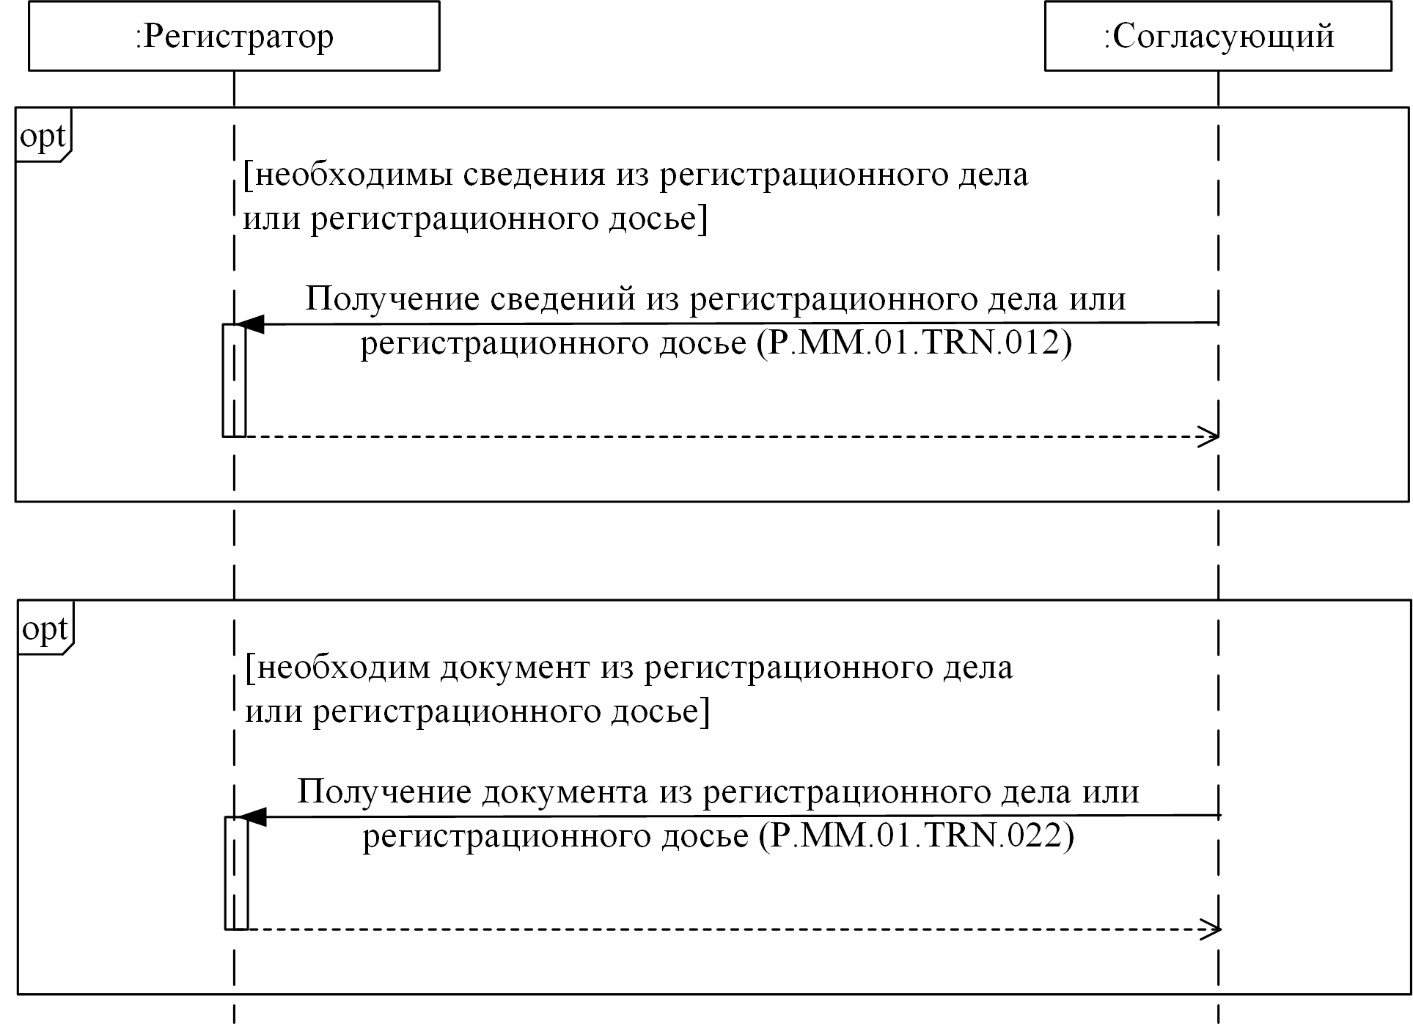 :Регистратор
:Согласующий
opt
[необходимы сведения из регистрационного дела
или регистрационного досье]
Получение сведений из регистрационного дела или
регистрационного досье (P.MM.01.TRN.012)
opt
[необходим документ из регистрационного дела
или регистрационного досье]
Получение документа из регистрационного дела или
регистрационного досье (P.MM.01.TRN.022)